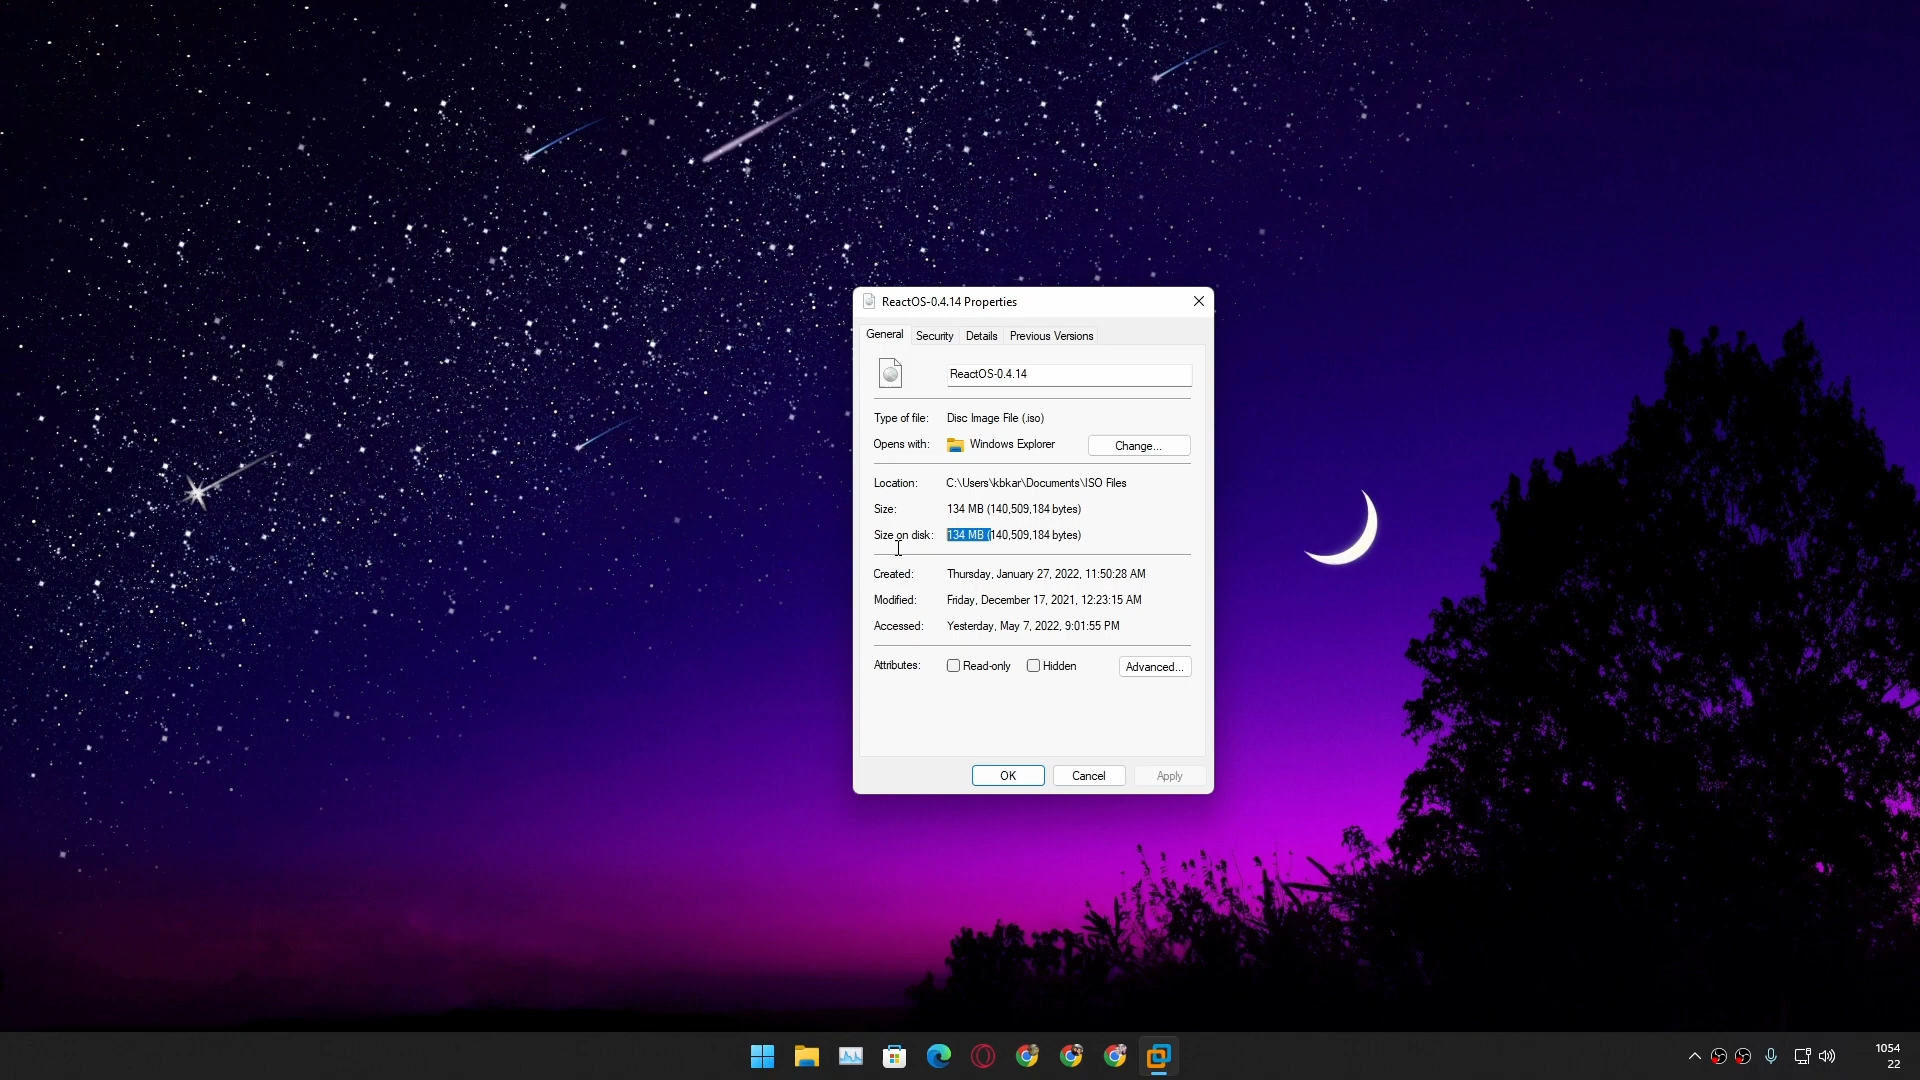 ReactOS-0.4.14 Properties
General Security Details Previous Versions
ReactOS-0.4.14
Type of file: Disc Image File (.iso)
Opens with: Windows Explorer Change...
Location: C:\Users\kbkar\Documents\ISO Files
Size: 134 MB (140,509,184 bytes)
Size on disk: 134 MB (140,509,184 bytes)
Created: Thursday, January 27, 2022, 11:50:28 AM
Modified: Friday, December 17, 2021, 12:23:15 AM
Accessed: Yesterday, May 7, 2022, 9:01:55 PM
Attributes: Read-only Hidden Advanced...
OK Cancel Apply
1054
22